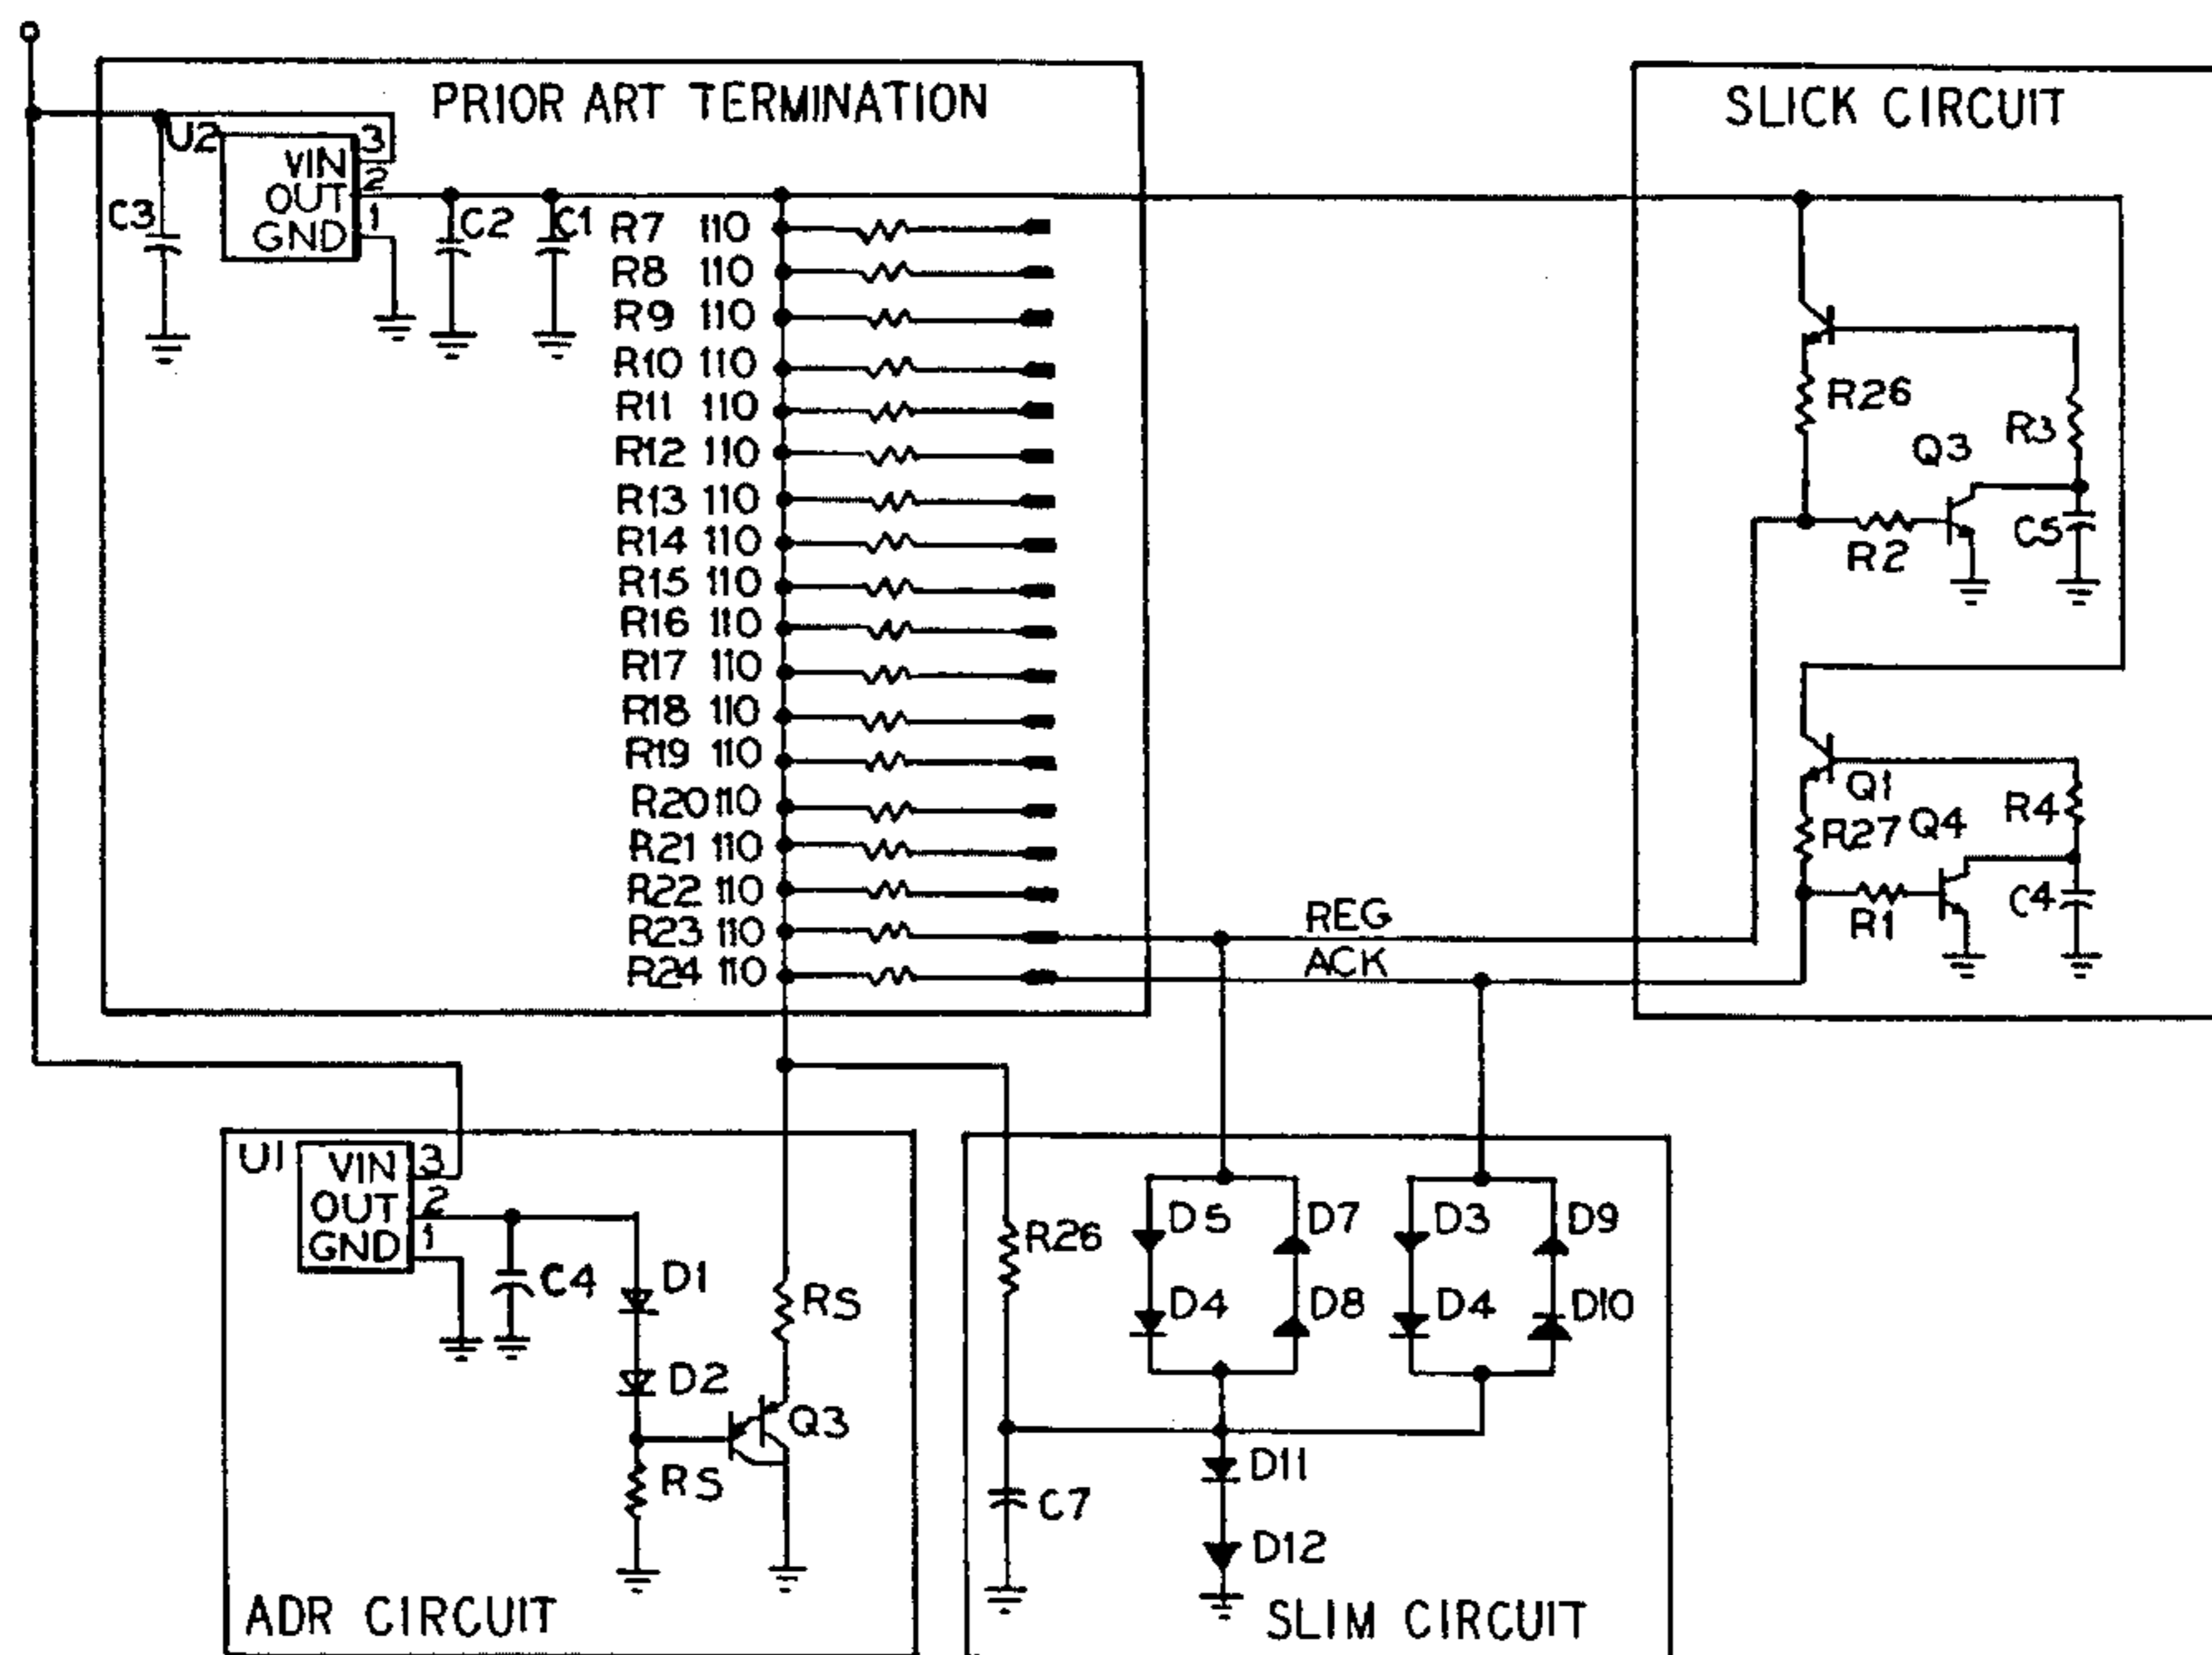 PRIOR ART TERMINATION
U2
VIN 3
OUT 2
GND 1
C3
C2
C1
R7 110
R8 110
R9 110
R10 110
R11 110
R12 110
R13 110
R14 110
R15 110
R16 110
R17 110
R18 110
R19 110
R20 110
R21 110
R22 110
R23 110
R24 110
REG
ACK
SLICK CIRCUIT
R26
R3
Q3
R2
C5
Q1
R27
Q4
R4
R1
C4
U1
VIN 3
OUT 2
GND 1
C4
D1
D2
RS
Q3
RS
ADR CIRCUIT
R26
D5
D7
D3
D9
D4
D8
D4
D10
D11
C7
D12
SLIM CIRCUIT